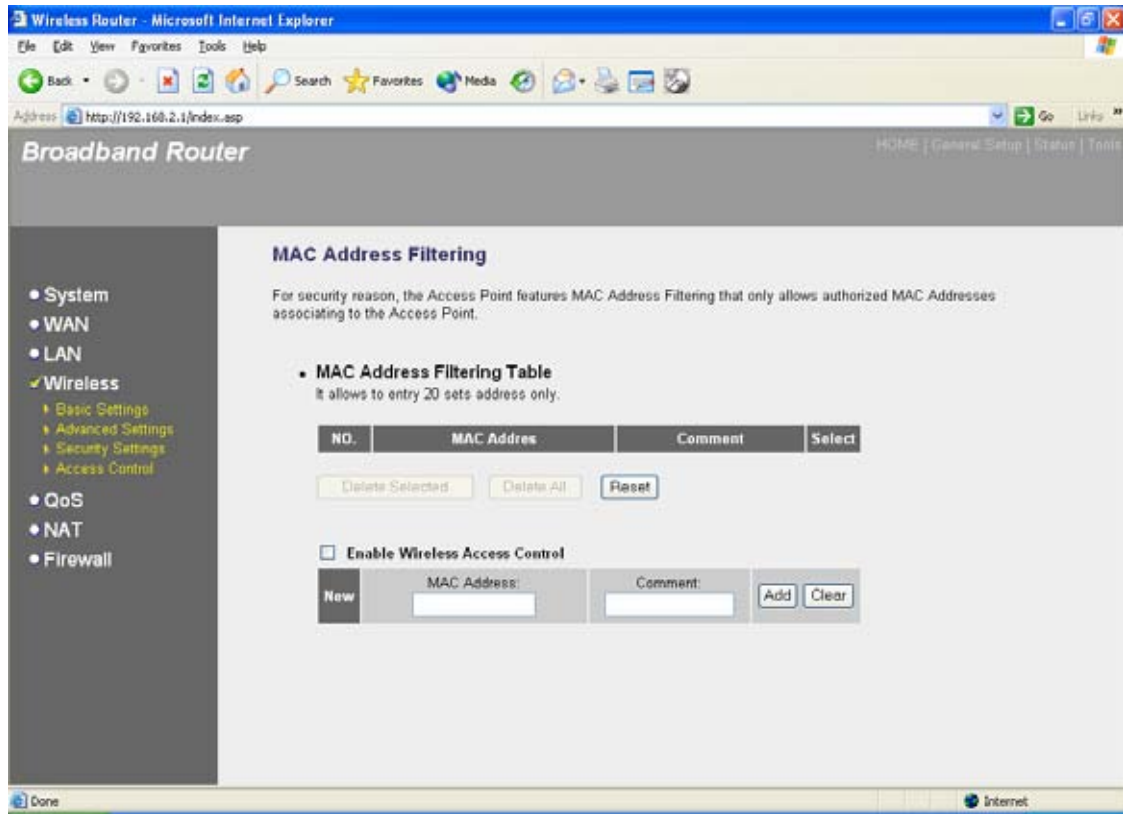 Wireless Router - Microsoft Internet Explorer
File Edit View Favorites Tools Help
Back Search Favorites Media
Address http://192.168.2.1/index.asp Go Links »
Broadband Router
HOME | General Setup | Status | Tools
MAC Address Filtering
For security reason, the Access Point features MAC Address Filtering that only allows authorized MAC Addresses
associating to the Access Point.
System
WAN
LAN
Wireless
Basic Settings
Advanced Settings
Security Settings
Access Control
QoS
NAT
Firewall
MAC Address Filtering Table
It allows to entry 20 sets address only.
NO. MAC Addres Comment Select
Delete Selected Delete All Reset
Enable Wireless Access Control
New MAC Address: Comment: Add Clear
Done Internet